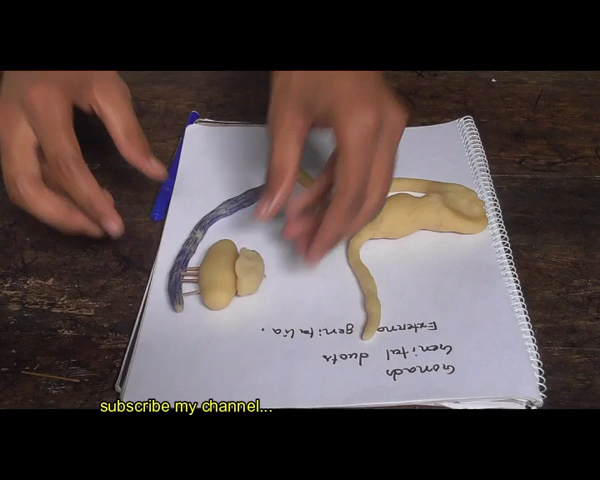 Gonads
Genital ducts
External genitalia.
subscribe my channel...